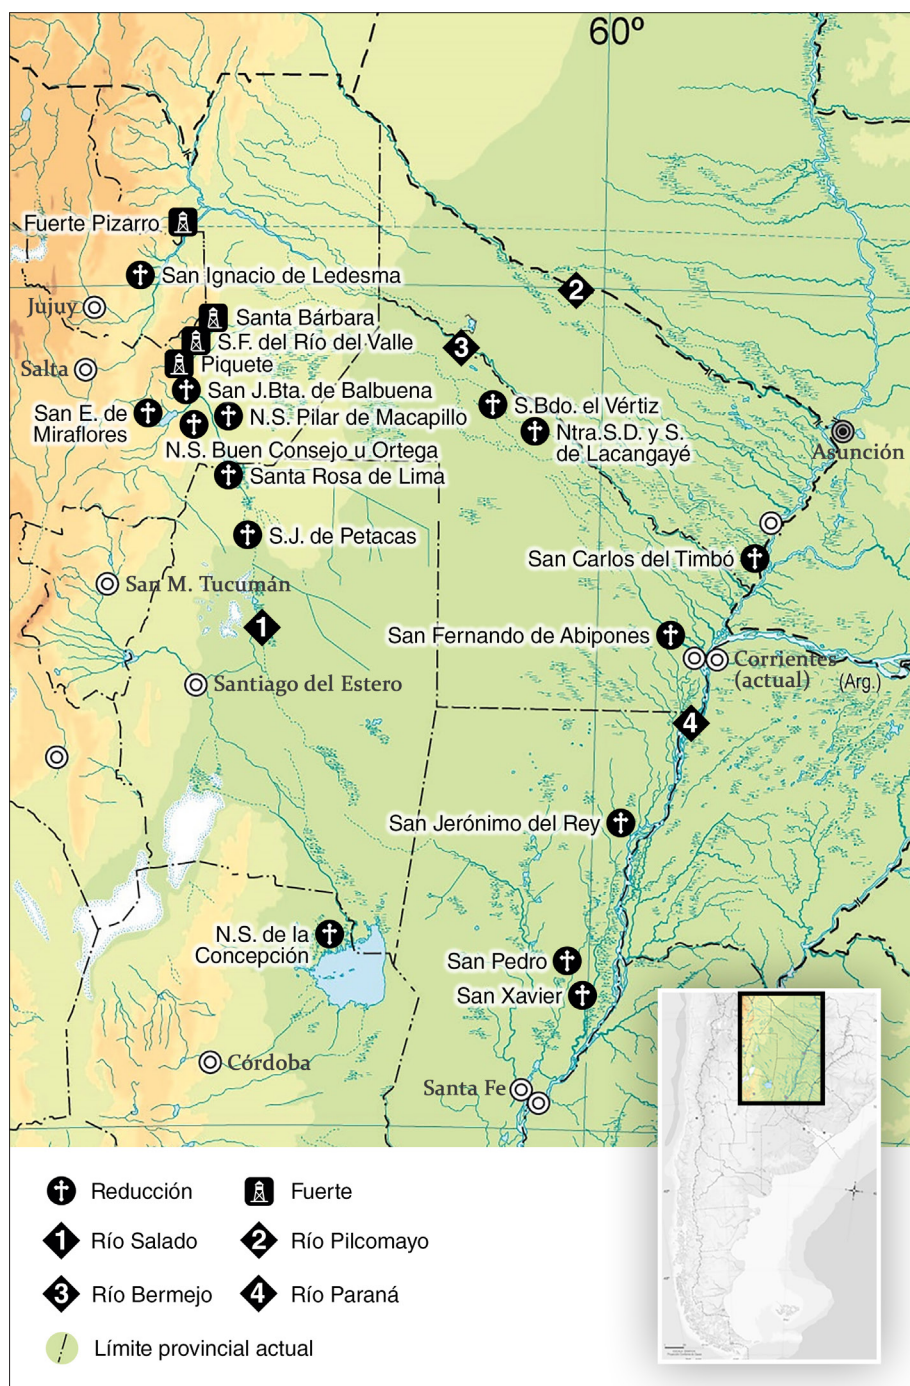 60º
Fuerte Pizarro
San Ignacio de Ledesma
Jujuy
Santa Bárbara
2
S.F. del Río del Valle
3
Salta
Piquete
San J.Bta. de Balbuena
San E. de
Miraflores
N.S. Pilar de Macapillo
S.Bdo. el Vértiz
Ntra.S.D. y S.
de Lacangayé
Asunción
N.S. Buen Consejo u Ortega
Santa Rosa de Lima
S.J. de Petacas
San Carlos del Timbó
San M. Tucumán
1
San Fernando de Abipones
Corrientes
(actual)
(Arg.)
Santiago del Estero
4
San Jerónimo del Rey
N.S. de la
Concepción
San Pedro
San Xavier
Córdoba
Santa Fe
Reducción
Fuerte
1 Río Salado
2 Río Pilcomayo
3 Río Bermejo
4 Río Paraná
Límite provincial actual